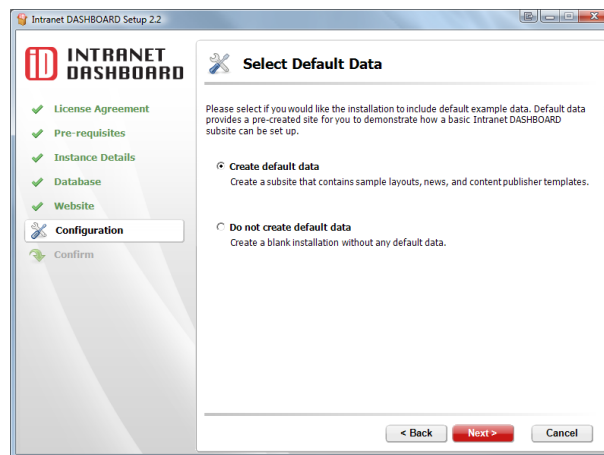 Intranet DASHBOARD Setup 2.2
INTRANET
DASHBOARD
License Agreement
Pre-requisites
Instance Details
Database
Website
Configuration
Confirm
Select Default Data
Please select if you would like the installation to include default example data. Default data
provides a pre-created site for you to demonstrate how a basic Intranet DASHBOARD
subsite can be set up.
Create default data
Create a subsite that contains sample layouts, news, and content publisher templates.
Do not create default data
Create a blank installation without any default data.
< Back
Next >
Cancel